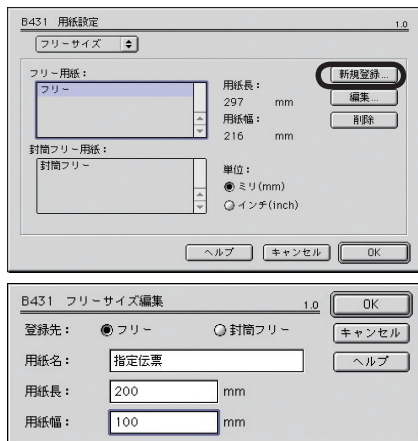 B431 用紙設定 1.0
フリーサイズ
フリー用紙：
フリー
用紙長：
297 mm
用紙幅：
216 mm
新規登録...
編集...
削除
封筒フリー用紙：
封筒フリー
単位：
ミリ(mm)
インチ(inch)
ヘルプ キャンセル OK
B431 フリーサイズ編集 1.0
OK
登録先： フリー 封筒フリー
キャンセル
用紙名： 指定伝票
ヘルプ
用紙長： 200 mm
用紙幅： 100 mm